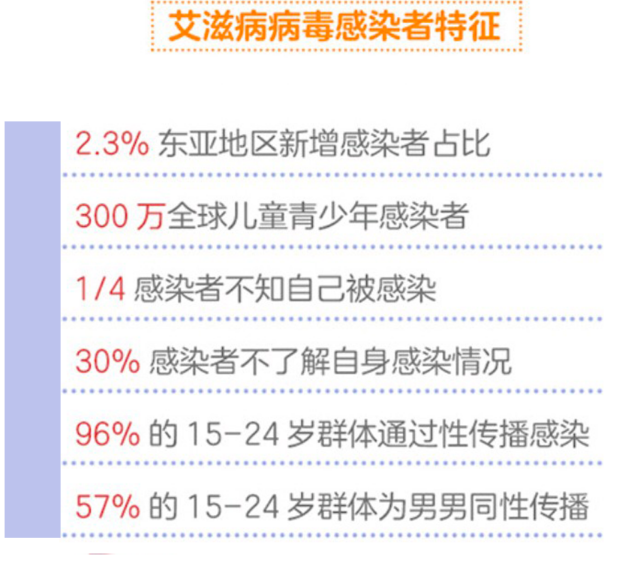 艾滋病病毒感染者特征
2.3% 东亚地区新增感染者占比
300 万全球儿童青少年感染者
1/4 感染者不知自己被感染
30% 感染者不了解自身感染情况
96% 的 15-24 岁群体通过性传播感染
57% 的 15-24 岁群体为男男同性传播